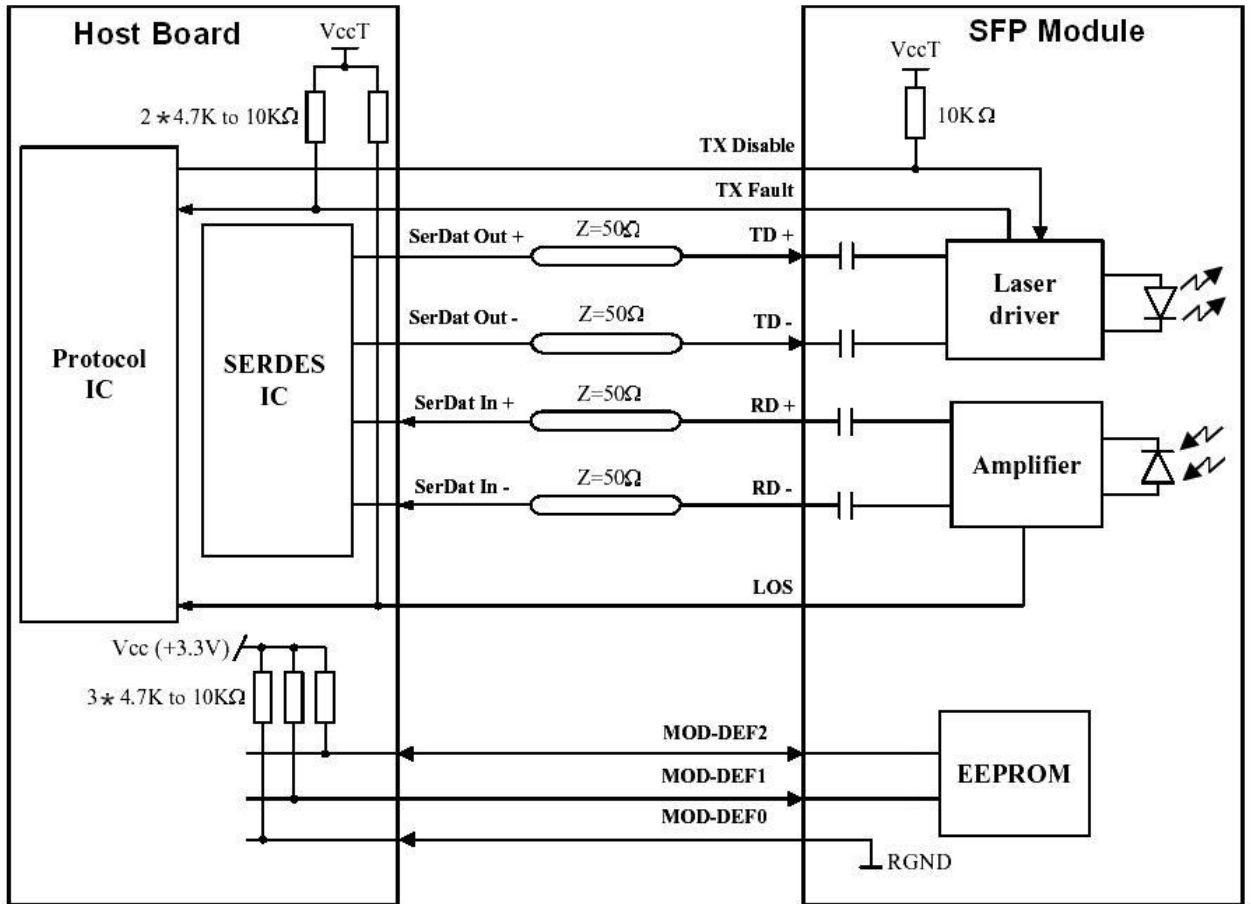 Host Board
SFP Module
VccT
VccT
2 * 4.7K to 10KΩ
10K Ω
TX Disable
TX Fault
SerDat Out +
Z=50Ω
TD +
Laser
driver
SerDat Out -
Z=50Ω
TD -
Protocol
IC
SERDES
IC
SerDat In +
Z=50Ω
RD +
Amplifier
SerDat In -
Z=50Ω
RD -
LOS
Vcc (+3.3V)
3 * 4.7K to 10KΩ
MOD-DEF2
MOD-DEF1
MOD-DEF0
EEPROM
RGND